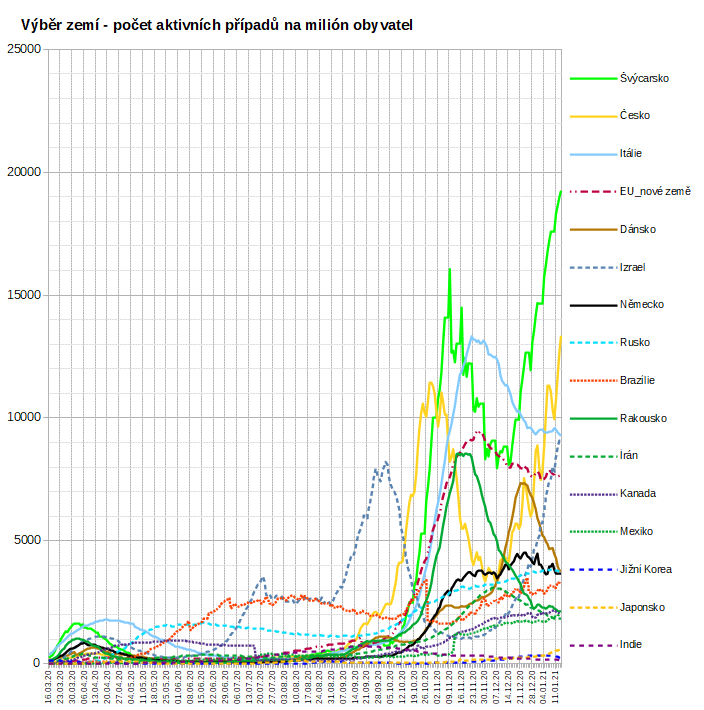 Výběr zemí - počet aktivních případů na milión obyvatel
25000
20000
15000
10000
5000
0
16.03.20
23.03.20
30.03.20
06.04.20
13.04.20
20.04.20
27.04.20
04.05.20
11.05.20
18.05.20
25.05.20
01.06.20
08.06.20
15.06.20
22.06.20
29.06.20
06.07.20
13.07.20
20.07.20
27.07.20
03.08.20
10.08.20
17.08.20
24.08.20
31.08.20
07.09.20
14.09.20
21.09.20
28.09.20
05.10.20
12.10.20
19.10.20
26.10.20
02.11.20
09.11.20
16.11.20
23.11.20
30.11.20
07.12.20
14.12.20
21.12.20
28.12.20
04.01.21
11.01.21
Švýcarsko
Česko
Itálie
EU_nové země
Dánsko
Izrael
Německo
Rusko
Brazílie
Rakousko
Irán
Kanada
Mexiko
Jižní Korea
Japonsko
Indie